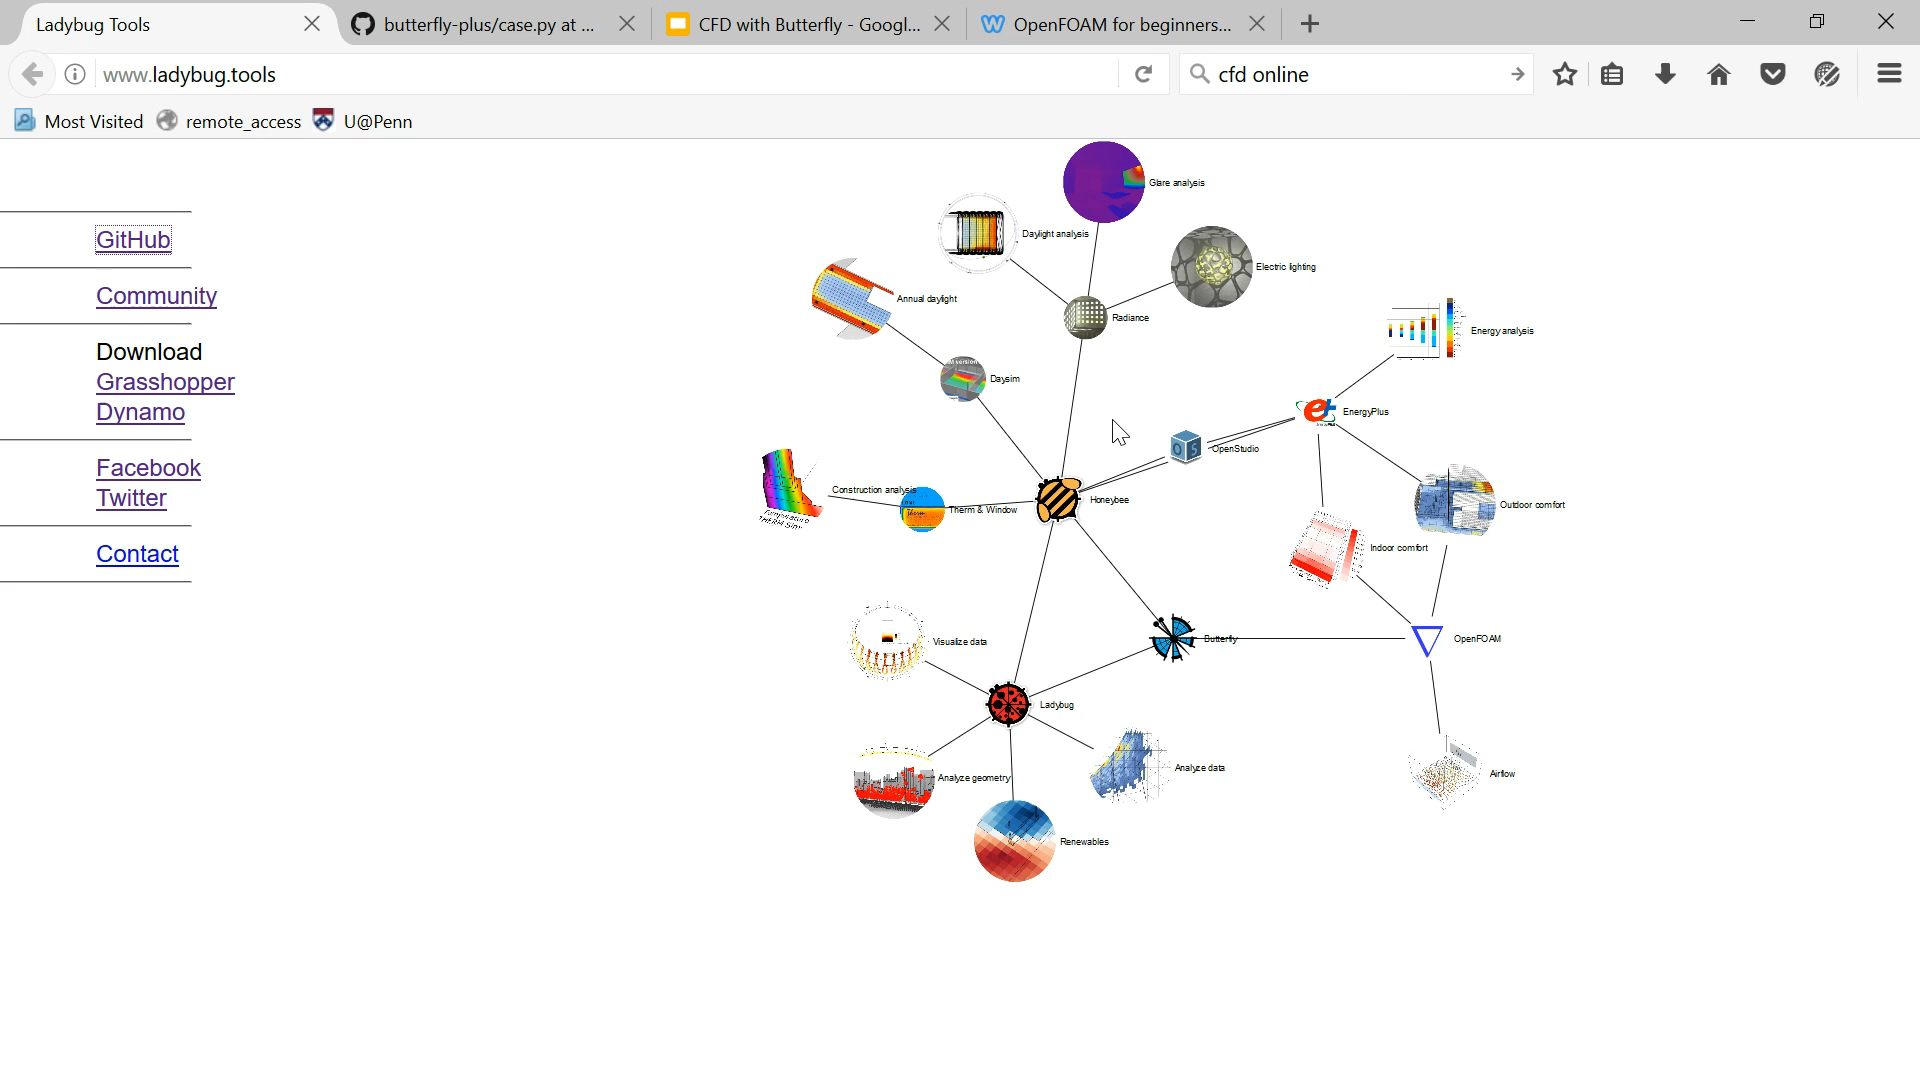 Ladybug Tools
butterfly-plus/case.py at ...
CFD with Butterfly - Googl...
OpenFOAM for beginners...
www.ladybug.tools
cfd online
Most Visited
remote_access
U@Penn
GitHub
Community
Download
Grasshopper
Dynamo
Facebook
Twitter
Contact
Glare analysis
Daylight analysis
Electric lighting
Annual daylight
Radiance
Energy analysis
Daysim
EnergyPlus
OpenStudio
Construction analysis
Therm & Window
Honeybee
Outdoor comfort
Indoor comfort
Visualize data
Butterfly
OpenFOAM
Ladybug
Analyze geometry
Analyze data
Airflow
Renewables